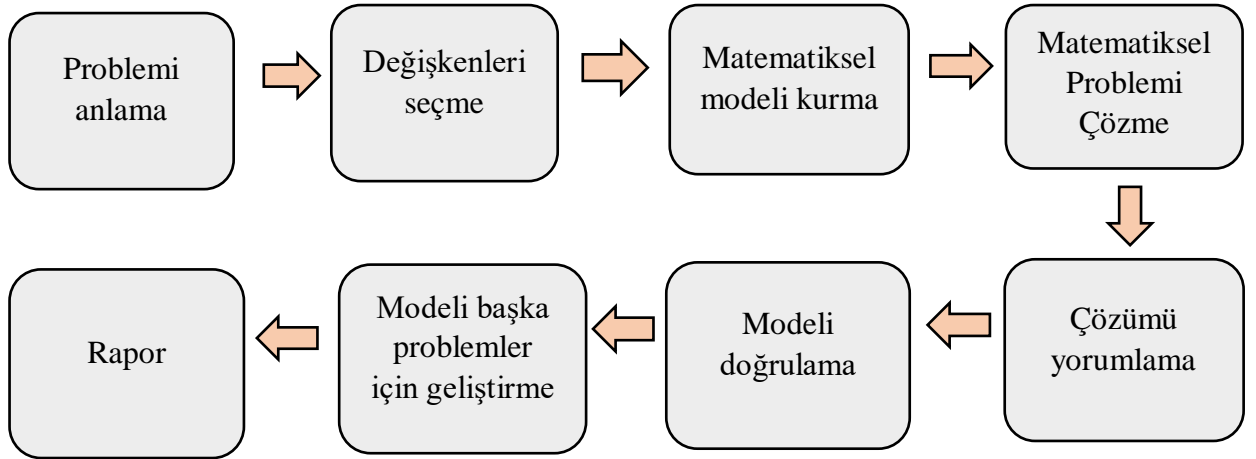 Problemi
anlama
Değişkenleri
seçme
Matematiksel
modeli kurma
Matematiksel
Problemi
Çözme
Çözümü
yorumlama
Modeli
doğrulama
Modeli başka
problemler
için geliştirme
Rapor